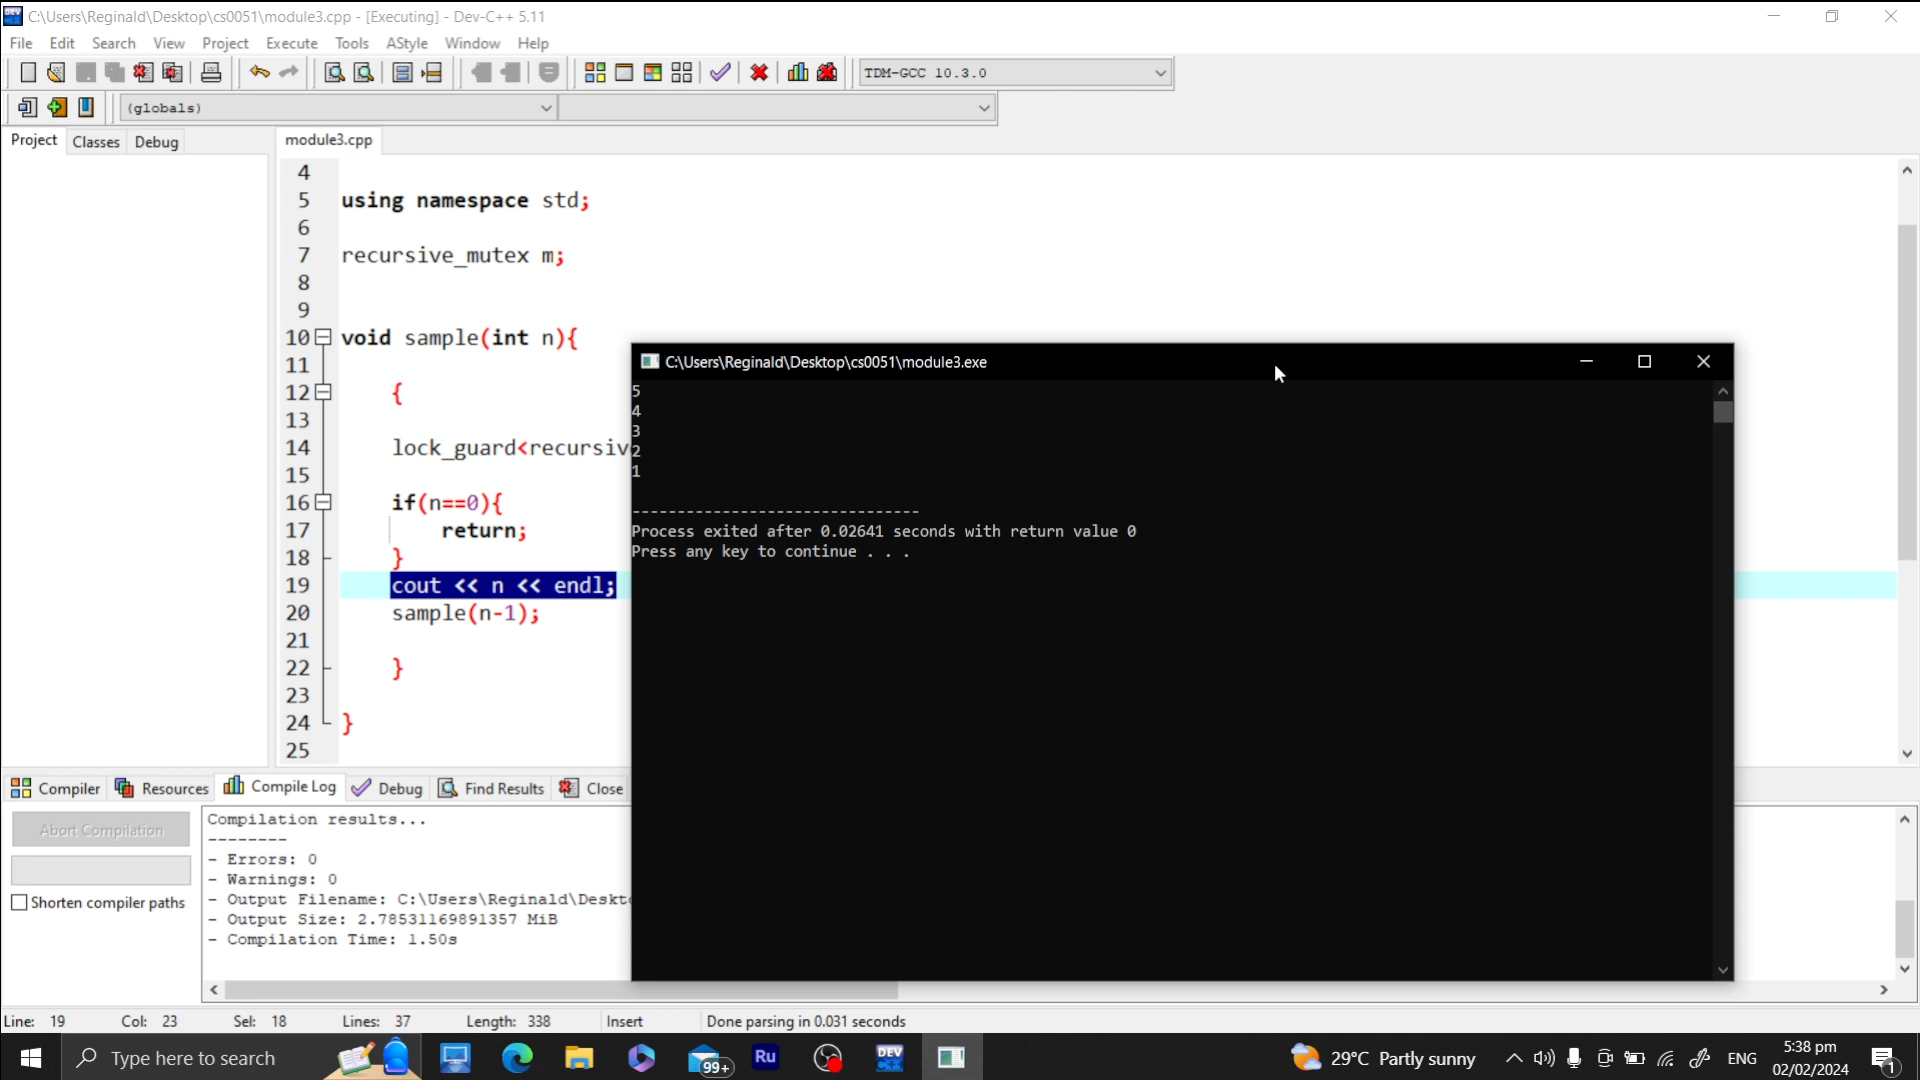 C:\Users\Reginald\Desktop\cs0051\module3.cpp - [Executing] - Dev-C++ 5.11
File Edit Search View Project Execute Tools AStyle Window Help
TDM-GCC 10.3.0
(globals)
Project Classes Debug
module3.cpp
4
5 using namespace std;
6
7 recursive_mutex m;
8
9
10 void sample(int n){
11
12 {
13
14 lock_guard<recursiv
15
16 if(n==0){
17 return;
18 }
19 cout << n << endl;
20 sample(n-1);
21
22 }
23
24 }
25
C:\Users\Reginald\Desktop\cs0051\module3.exe
5
4
3
2
1
--------------------------------
Process exited after 0.02641 seconds with return value 0
Press any key to continue . . .
Compiler Resources Compile Log Debug Find Results Close
Abort Compilation
Shorten compiler paths
Compilation results...
--------
- Errors: 0
- Warnings: 0
- Output Filename: C:\Users\Reginald\Deskt
- Output Size: 2.78531169891357 MiB
- Compilation Time: 1.50s
Line: 19 Col: 23 Sel: 18 Lines: 37 Length: 338 Insert Done parsing in 0.031 seconds
Type here to search
99+
Ru
DEV C++
29°C Partly sunny
ENG
5:38 pm
02/02/2024
1